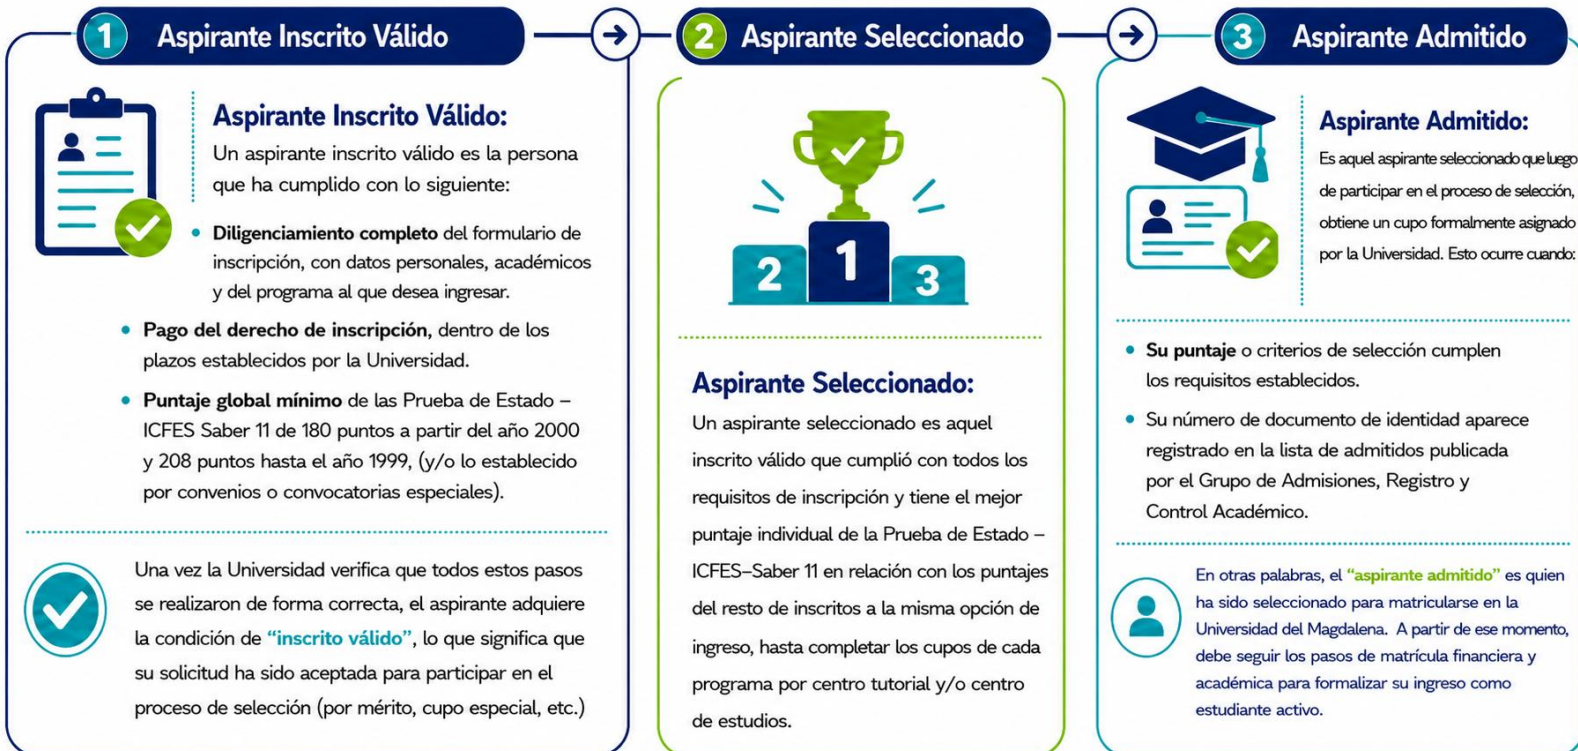 1 Aspirante Inscrito Válido
Aspirante Inscrito Válido:
Un aspirante inscrito válido es la persona
que ha cumplido con lo siguiente:
• Diligenciamiento completo del formulario de
inscripción, con datos personales, académicos
y del programa al que desea ingresar.
• Pago del derecho de inscripción, dentro de los
plazos establecidos por la Universidad.
• Puntaje global mínimo de las Prueba de Estado –
ICFES Saber 11 de 180 puntos a partir del año 2000
y 208 puntos hasta el año 1999, (y/o lo establecido
por convenios o convocatorias especiales).
Una vez la Universidad verifica que todos estos pasos
se realizaron de forma correcta, el aspirante adquiere
la condición de “inscrito válido”, lo que significa que
su solicitud ha sido aceptada para participar en el
proceso de selección (por mérito, cupo especial, etc.)
2 Aspirante Seleccionado
2 1 3
Aspirante Seleccionado:
Un aspirante seleccionado es aquel
inscrito válido que cumplió con todos los
requisitos de inscripción y tiene el mejor
puntaje individual de la Prueba de Estado –
ICFES–Saber 11 en relación con los puntajes
del resto de inscritos a la misma opción de
ingreso, hasta completar los cupos de cada
programa por centro tutorial y/o centro
de estudios.
3 Aspirante Admitido
Aspirante Admitido:
Es aquel aspirante seleccionado que luego
de participar en el proceso de selección,
obtiene un cupo formalmente asignado
por la Universidad. Esto ocurre cuando:
• Su puntaje o criterios de selección cumplen
los requisitos establecidos.
• Su número de documento de identidad aparece
registrado en la lista de admitidos publicada
por el Grupo de Admisiones, Registro y
Control Académico.
En otras palabras, el “aspirante admitido” es quien
ha sido seleccionado para matricularse en la
Universidad del Magdalena. A partir de ese momento,
debe seguir los pasos de matrícula financiera y
académica para formalizar su ingreso como
estudiante activo.